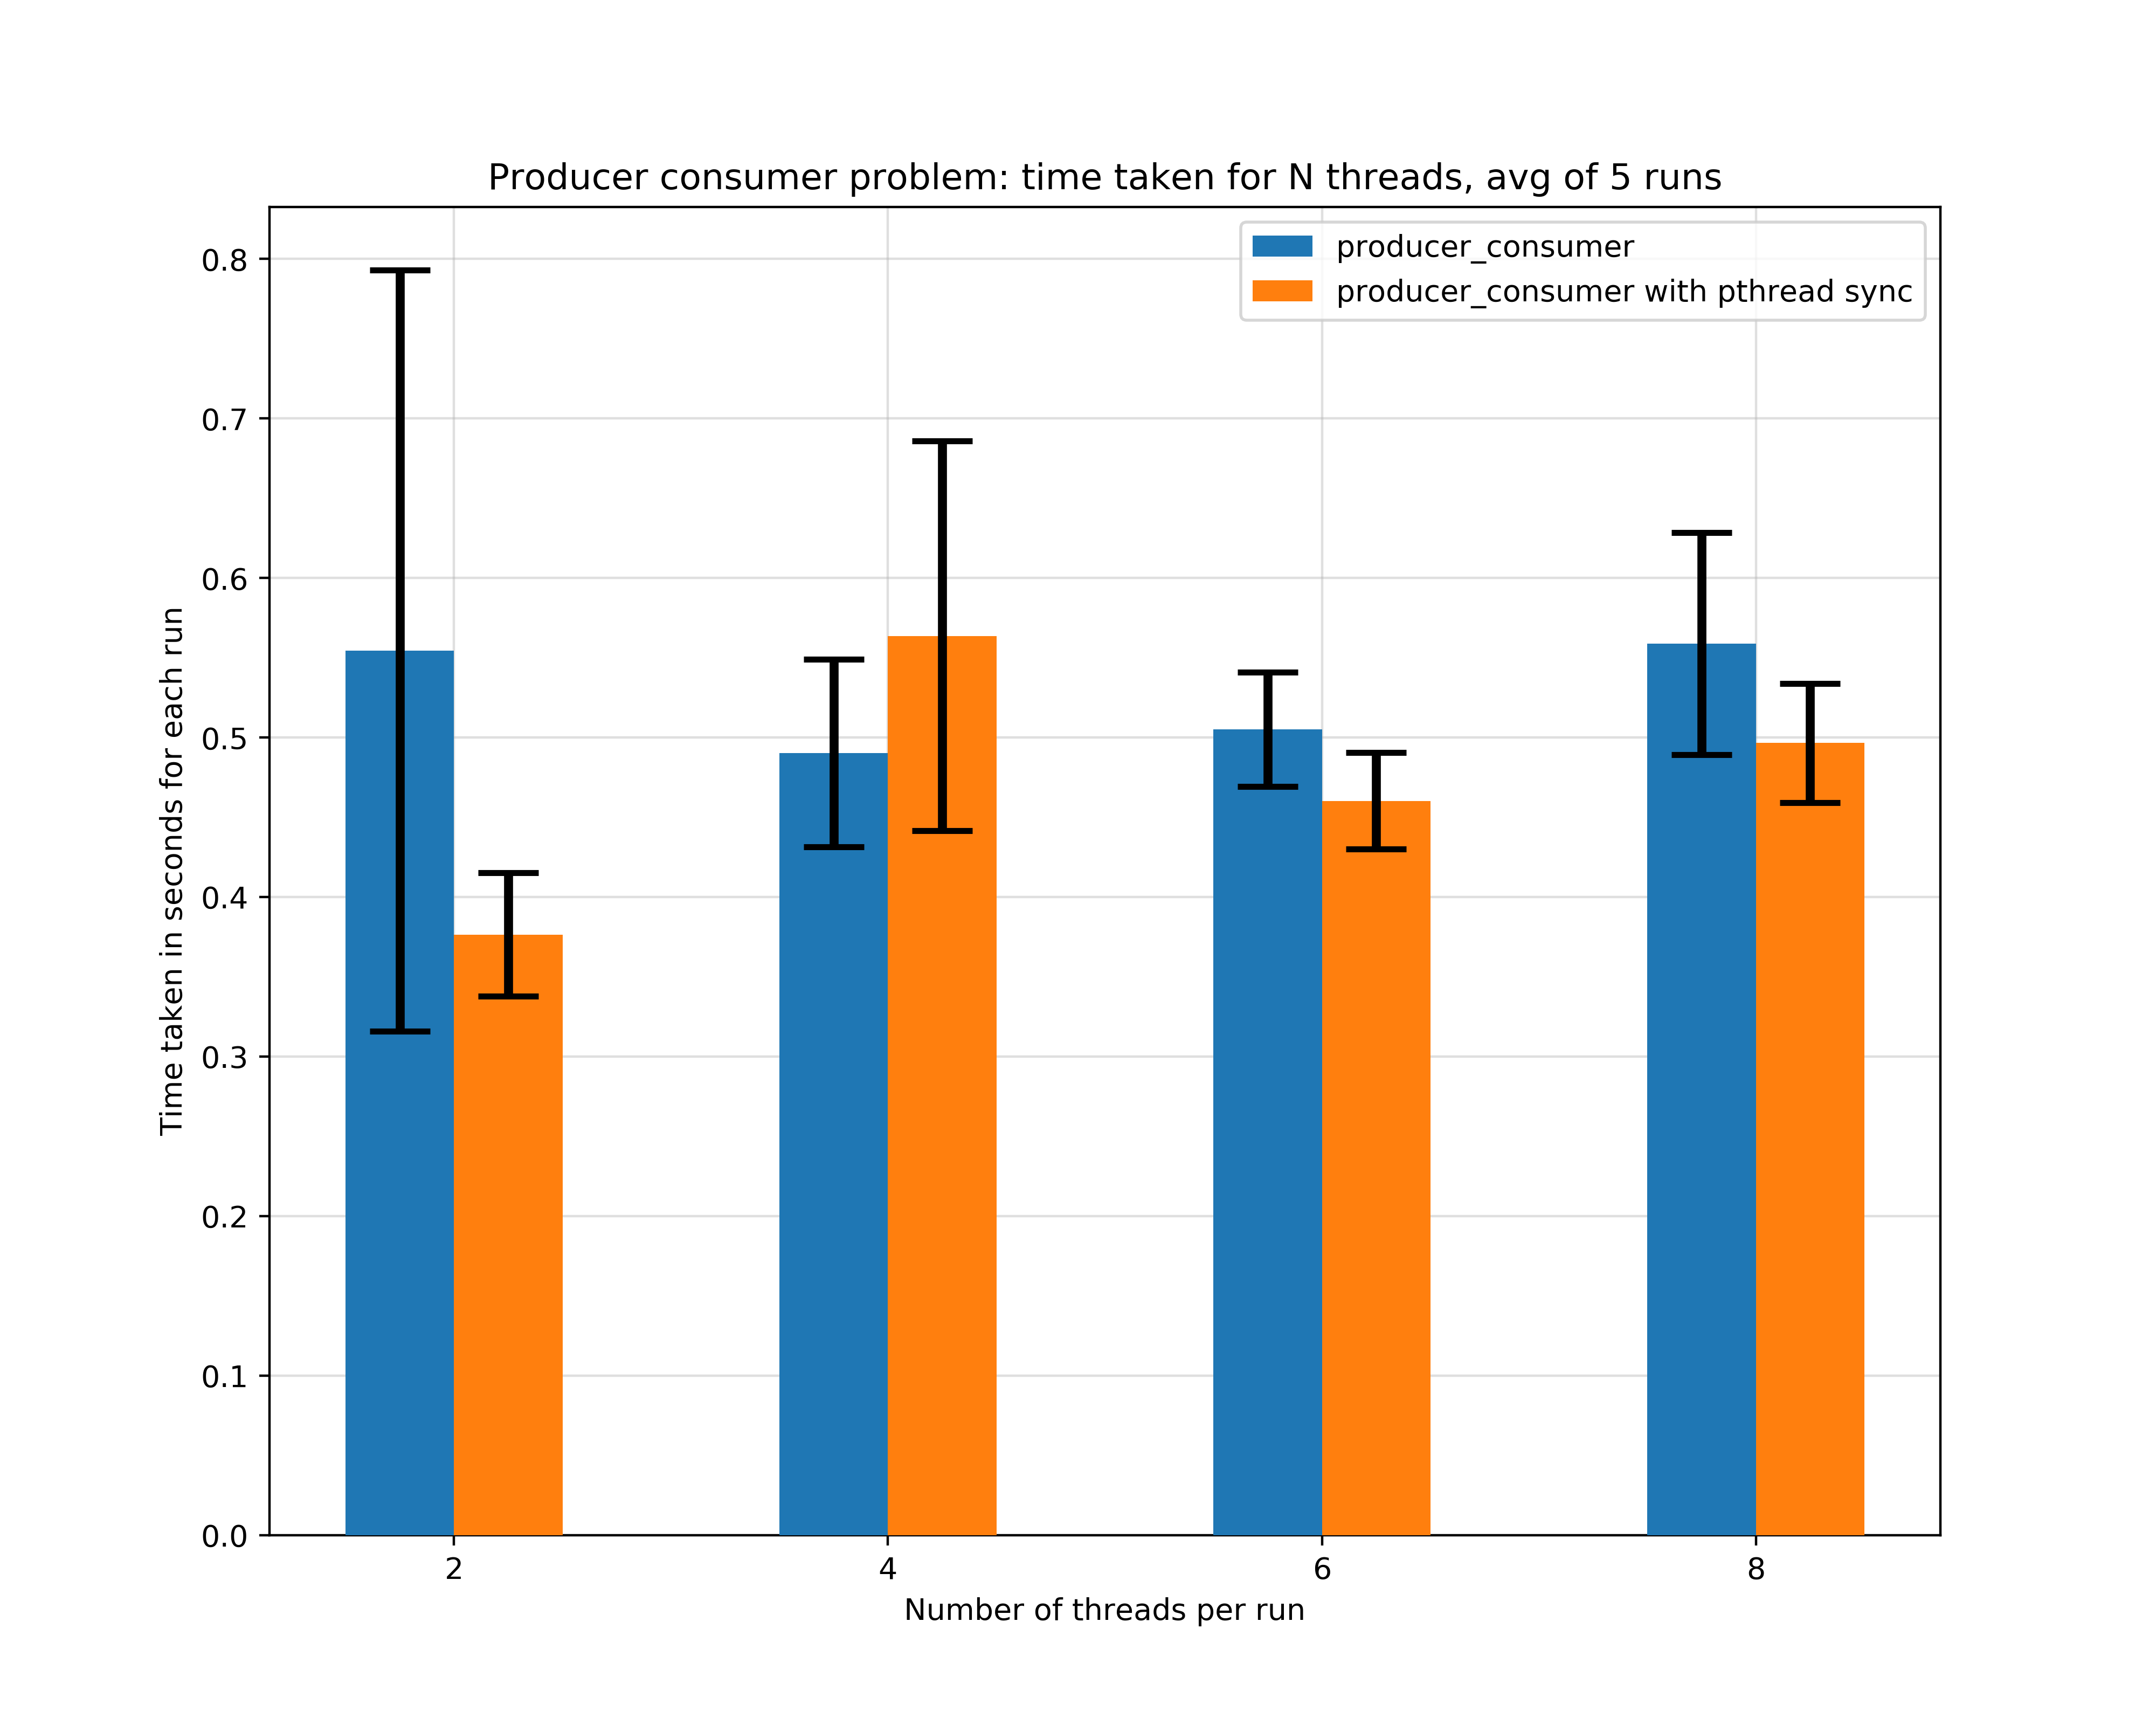 Producer consumer problem: time taken for N threads, avg of 5 runs
producer_consumer
producer_consumer with pthread sync
Time taken in seconds for each run
0.8
0.7
0.6
0.5
0.4
0.3
0.2
0.1
0.0
2 4 6 8
Number of threads per run